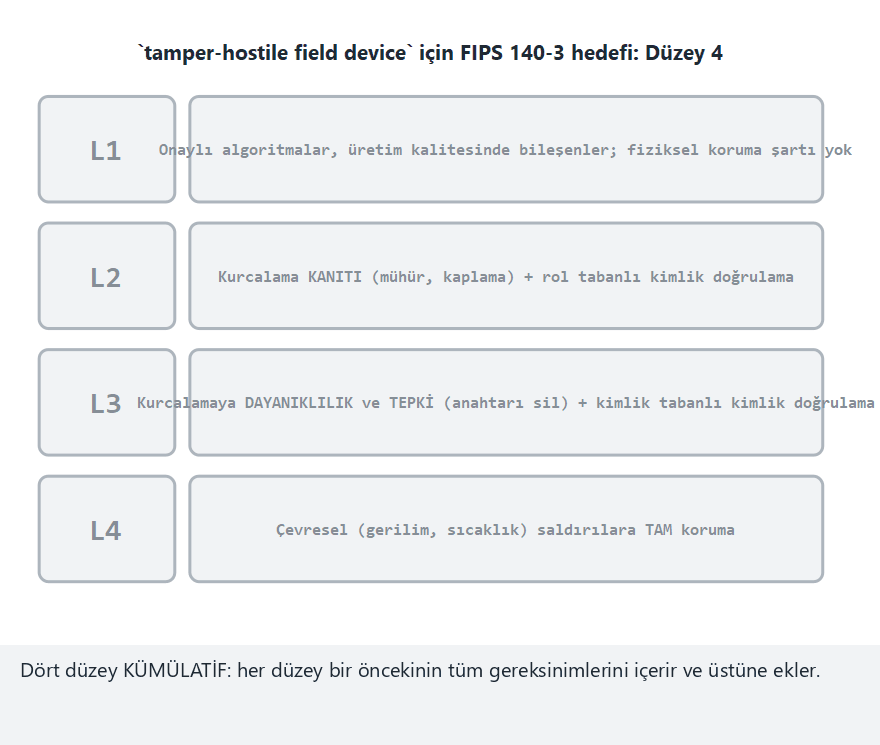 `tamper-hostile field device` için FIPS 140-3 hedefi: Düzey 4
L1
Onaylı algoritmalar, üretim kalitesinde bileşenler; fiziksel koruma şartı yok
L2
Kurcalama KANITI (mühür, kaplama) + rol tabanlı kimlik doğrulama
L3
Kurcalamaya DAYANIKLILIK ve TEPKİ (anahtarı sil) + kimlik tabanlı kimlik doğrulama
L4
Çevresel (gerilim, sıcaklık) saldırılara TAM koruma
Dört düzey KÜMÜLATİF: her düzey bir öncekinin tüm gereksinimlerini içerir ve üstüne ekler.